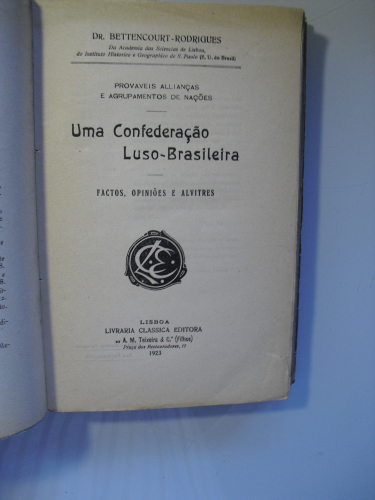 DR. BETTENCOURT-RODRIGUES
Da Academia das Sciencias de Lisboa,
do Instituto Historico e Geographico de S. Paulo (E. U. do Brasil)
PROVAVEIS ALLIANÇAS
E AGRUPAMENTOS DE NAÇÕES
Uma Confederação
Luso-Brasileira
FACTOS, OPINIÕES E ALVITRES
LCE
LISBOA
LIVRARIA CLASSICA EDITORA
DE A. M. Teixeira & C.ª (Filhos)
Praça dos Restauradores, 17
1923